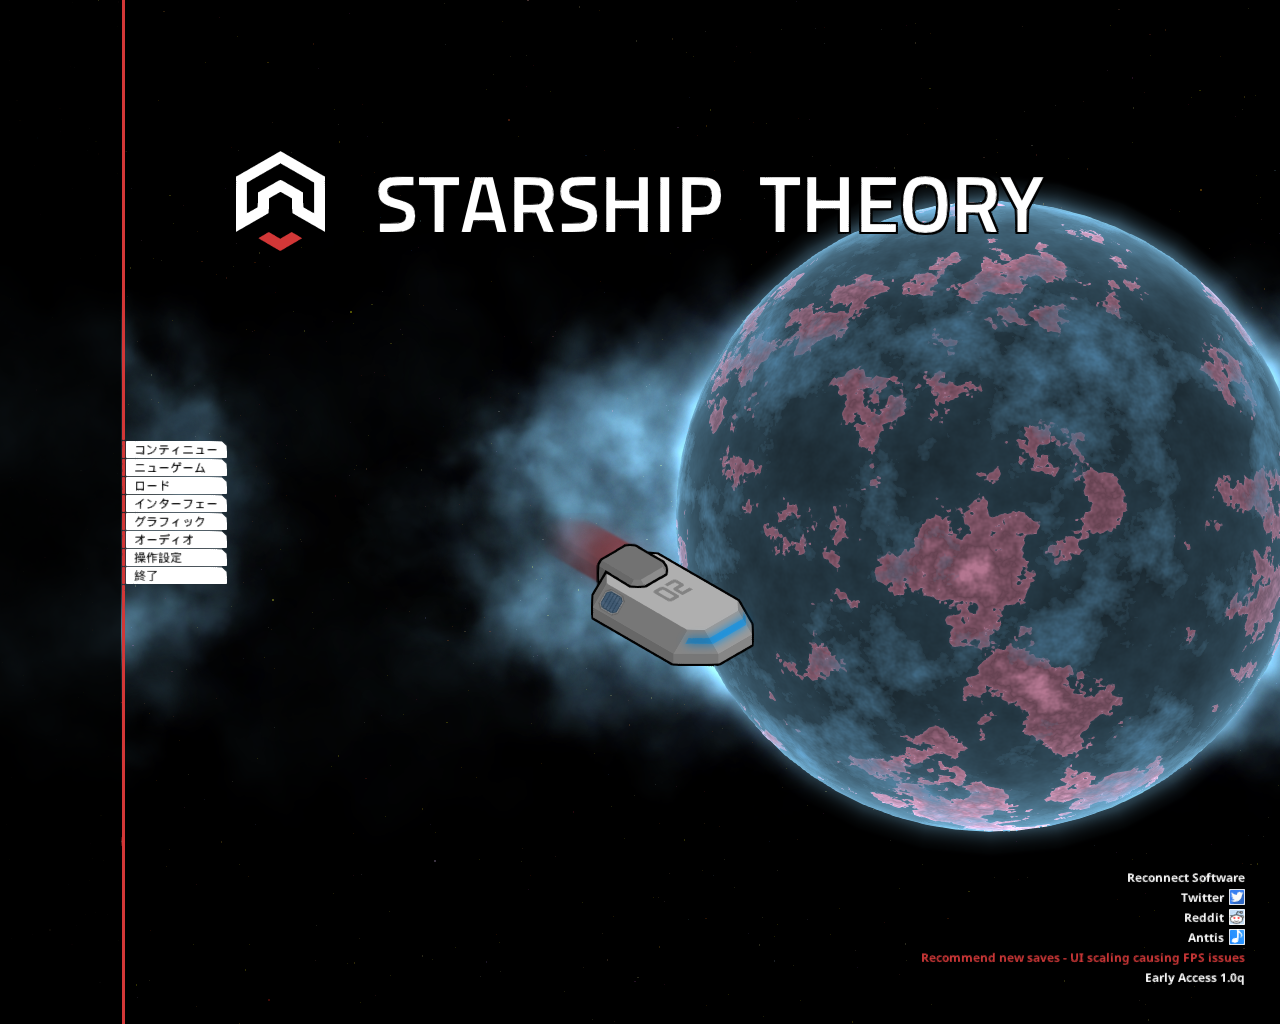 STARSHIP THEORY
コンティニュー
ニューゲーム
ロード
インターフェー
グラフィック
オーディオ
操作設定
終了
02
Reconnect Software
Twitter
Reddit
Anttis
Recommend new saves - UI scaling causing FPS issues
Early Access 1.0q